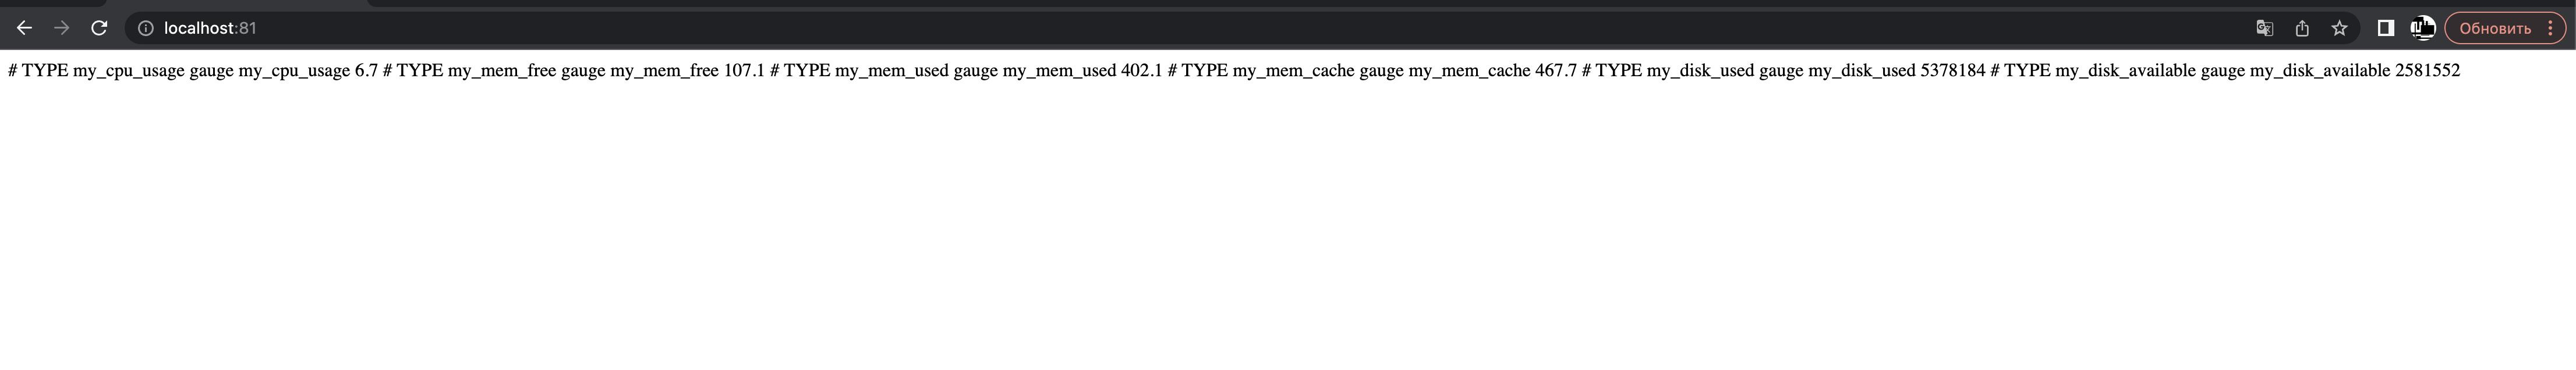 localhost:81
Обновить
# TYPE my_cpu_usage gauge my_cpu_usage 6.7 # TYPE my_mem_free gauge my_mem_free 107.1 # TYPE my_mem_used gauge my_mem_used 402.1 # TYPE my_mem_cache gauge my_mem_cache 467.7 # TYPE my_disk_used gauge my_disk_used 5378184 # TYPE my_disk_available gauge my_disk_available 2581552